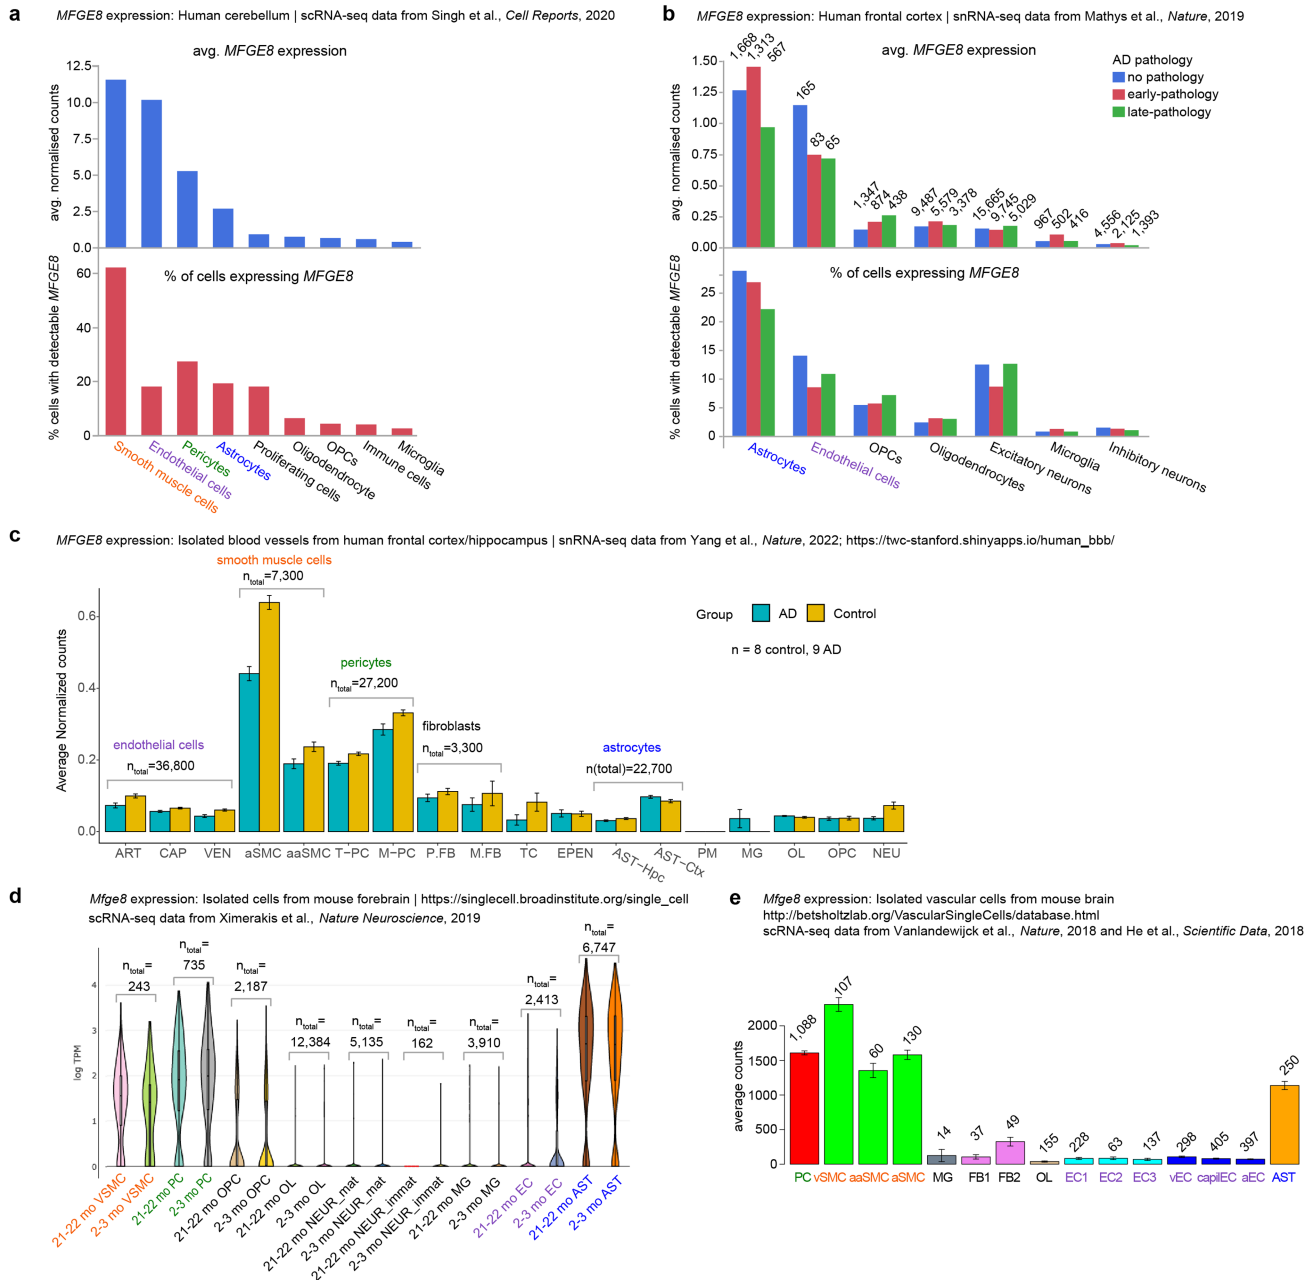 a
MFGE8 expression: Human cerebellum | scRNA-seq data from Singh et al., Cell Reports, 2020
avg. MFGE8 expression
avg. normalised counts
12.5
10.0
7.5
5.0
2.5
0.0
% of cells expressing MFGE8
% cells with detectable MFGE8
60
40
20
0
Smooth muscle cells
Endothelial cells
Pericytes
Astrocytes
Proliferating cells
Oligodendrocyte
OPCs
Immune cells
Microglia
b
MFGE8 expression: Human frontal cortex | snRNA-seq data from Mathys et al., Nature, 2019
avg. MFGE8 expression
AD pathology
no pathology
early-pathology
late-pathology
avg. normalised counts
1.50
1.25
1.00
0.75
0.50
0.25
0.00
1,668
1,313
567
165
83
65
1,347
874
438
9,487
5,579
3,378
15,665
9,745
5,029
967
502
416
4,556
2,125
1,393
% of cells expressing MFGE8
% cells with detectable MFGE8
25
20
15
10
5
0
Astrocytes
Endothelial cells
OPCs
Oligodendrocytes
Excitatory neurons
Microglia
Inhibitory neurons
c
MFGE8 expression: Isolated blood vessels from human frontal cortex/hippocampus | snRNA-seq data from Yang et al., Nature, 2022; https://twc-stanford.shinyapps.io/human_bbb/
smooth muscle cells
ntotal=7,300
Group AD Control
n = 8 control, 9 AD
pericytes
ntotal=27,200
fibroblasts
ntotal=3,300
endothelial cells
ntotal=36,800
astrocytes
n(total)=22,700
Average Normalized counts
0.6
0.4
0.2
0.0
ART CAP VEN aSMC aaSMC T-PC M-PC P.FB M.FB TC EPEN AST-Hpc AST-Ctx PM MG OL OPC NEU
d
Mfge8 expression: Isolated cells from mouse forebrain | https://singlecell.broadinstitute.org/single_cell
scRNA-seq data from Ximerakis et al., Nature Neuroscience, 2019
log TPM
4
3
2
1
0
ntotal=
243
ntotal=
735
ntotal=
2,187
ntotal=
12,384
ntotal=
5,135
ntotal=
162
ntotal=
3,910
ntotal=
2,413
ntotal=
6,747
21-22 mo VSMC
2-3 mo VSMC
21-22 mo PC
2-3 mo PC
21-22 mo OPC
2-3 mo OPC
21-22 mo OL
2-3 mo OL
21-22 mo NEUR_mat
2-3 mo NEUR_mat
21-22 mo NEUR_immat
2-3 mo NEUR_immat
21-22 mo MG
2-3 mo MG
21-22 mo EC
2-3 mo EC
21-22 mo AST
2-3 mo AST
e
Mfge8 expression: Isolated vascular cells from mouse brain
http://betsholtzlab.org/VascularSingleCells/database.html
scRNA-seq data from Vanlandewijck et al., Nature, 2018 and He et al., Scientific Data, 2018
average counts
2000
1500
1000
500
0
1,088
107
60
130
14
37
49
155
228
63
137
298
405
397
250
PC vSMC aaSMC aSMC MG FB1 FB2 OL EC1 EC2 EC3 vEC capilEC aEC AST